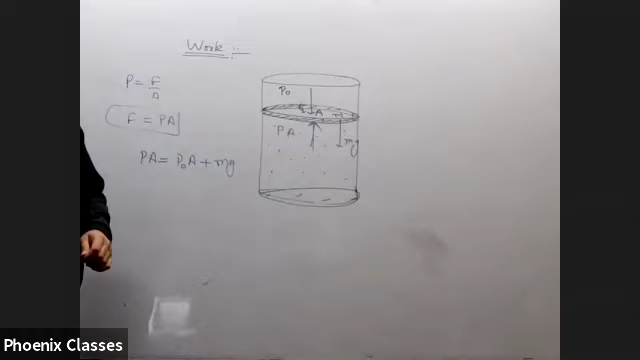 Work :-
P = F/A
F = PA
PA = P₀A + mg
P₀
A
m
PA
mg
Phoenix Classes